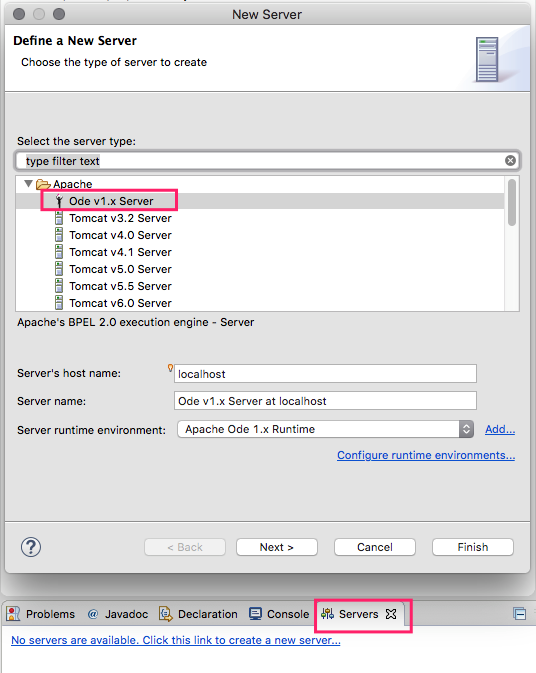 New Server
Define a New Server
Choose the type of server to create
Select the server type:
type filter text
Apache
Ode v1.x Server
Tomcat v3.2 Server
Tomcat v4.0 Server
Tomcat v4.1 Server
Tomcat v5.0 Server
Tomcat v5.5 Server
Tomcat v6.0 Server
Apache's BPEL 2.0 execution engine - Server
Server's host name: localhost
Server name: Ode v1.x Server at localhost
Server runtime environment: Apache Ode 1.x Runtime Add...
Configure runtime environments...
? < Back Next > Cancel Finish
Problems @ Javadoc Declaration Console Servers
No servers are available. Click this link to create a new server...